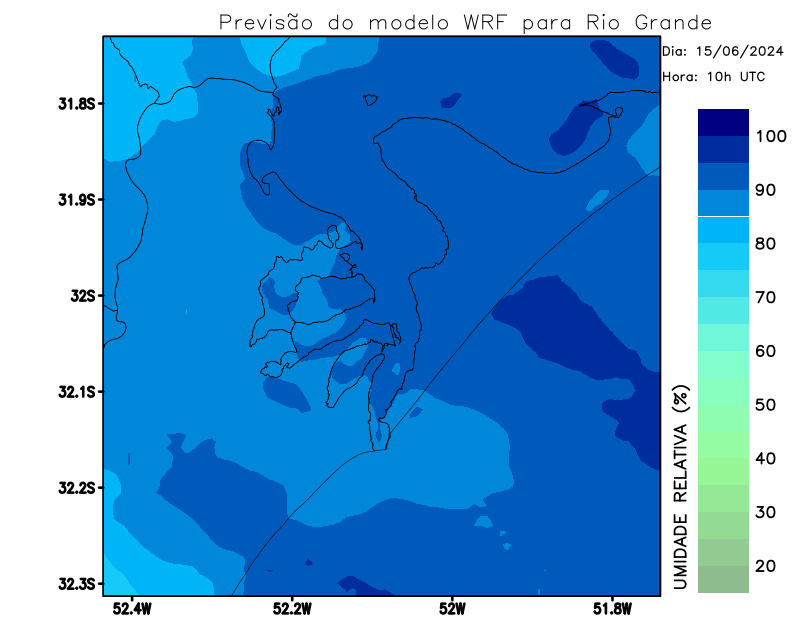 Previsão do modelo WRF para Rio Grande
Dia: 15/06/2024
Hora: 10h UTC
31.8S
31.9S
32S
32.1S
32.2S
32.3S
52.4W
52.2W
52W
51.8W
UMIDADE RELATIVA (%)
100
90
80
70
60
50
40
30
20